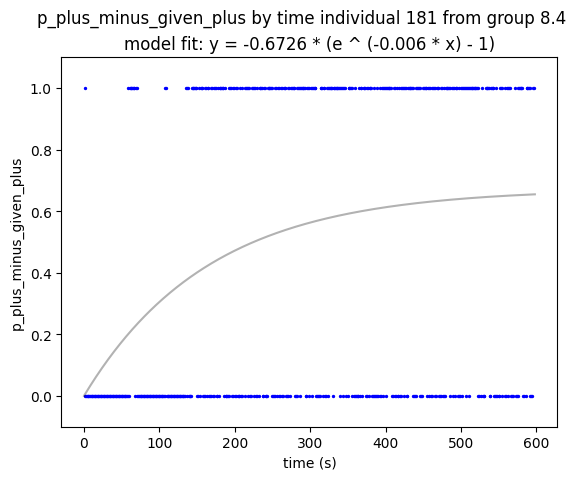 p_plus_minus_given_plus by time individual 181 from group 8.4
model fit: y = -0.6726 * (e ^ (-0.006 * x) - 1)
1.0
0.8
0.6
0.4
0.2
0.0
p_plus_minus_given_plus
0 100 200 300 400 500 600
time (s)